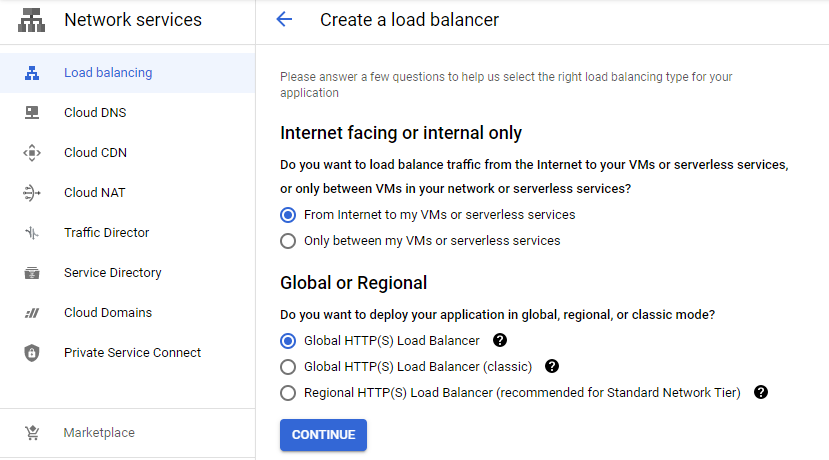 Network services
Create a load balancer
Load balancing
Cloud DNS
Cloud CDN
Cloud NAT
Traffic Director
Service Directory
Cloud Domains
Private Service Connect
Marketplace
Please answer a few questions to help us select the right load balancing type for your
application
Internet facing or internal only
Do you want to load balance traffic from the Internet to your VMs or serverless services,
or only between VMs in your network or serverless services?
From Internet to my VMs or serverless services
Only between my VMs or serverless services
Global or Regional
Do you want to deploy your application in global, regional, or classic mode?
Global HTTP(S) Load Balancer ?
Global HTTP(S) Load Balancer (classic) ?
Regional HTTP(S) Load Balancer (recommended for Standard Network Tier) ?
CONTINUE